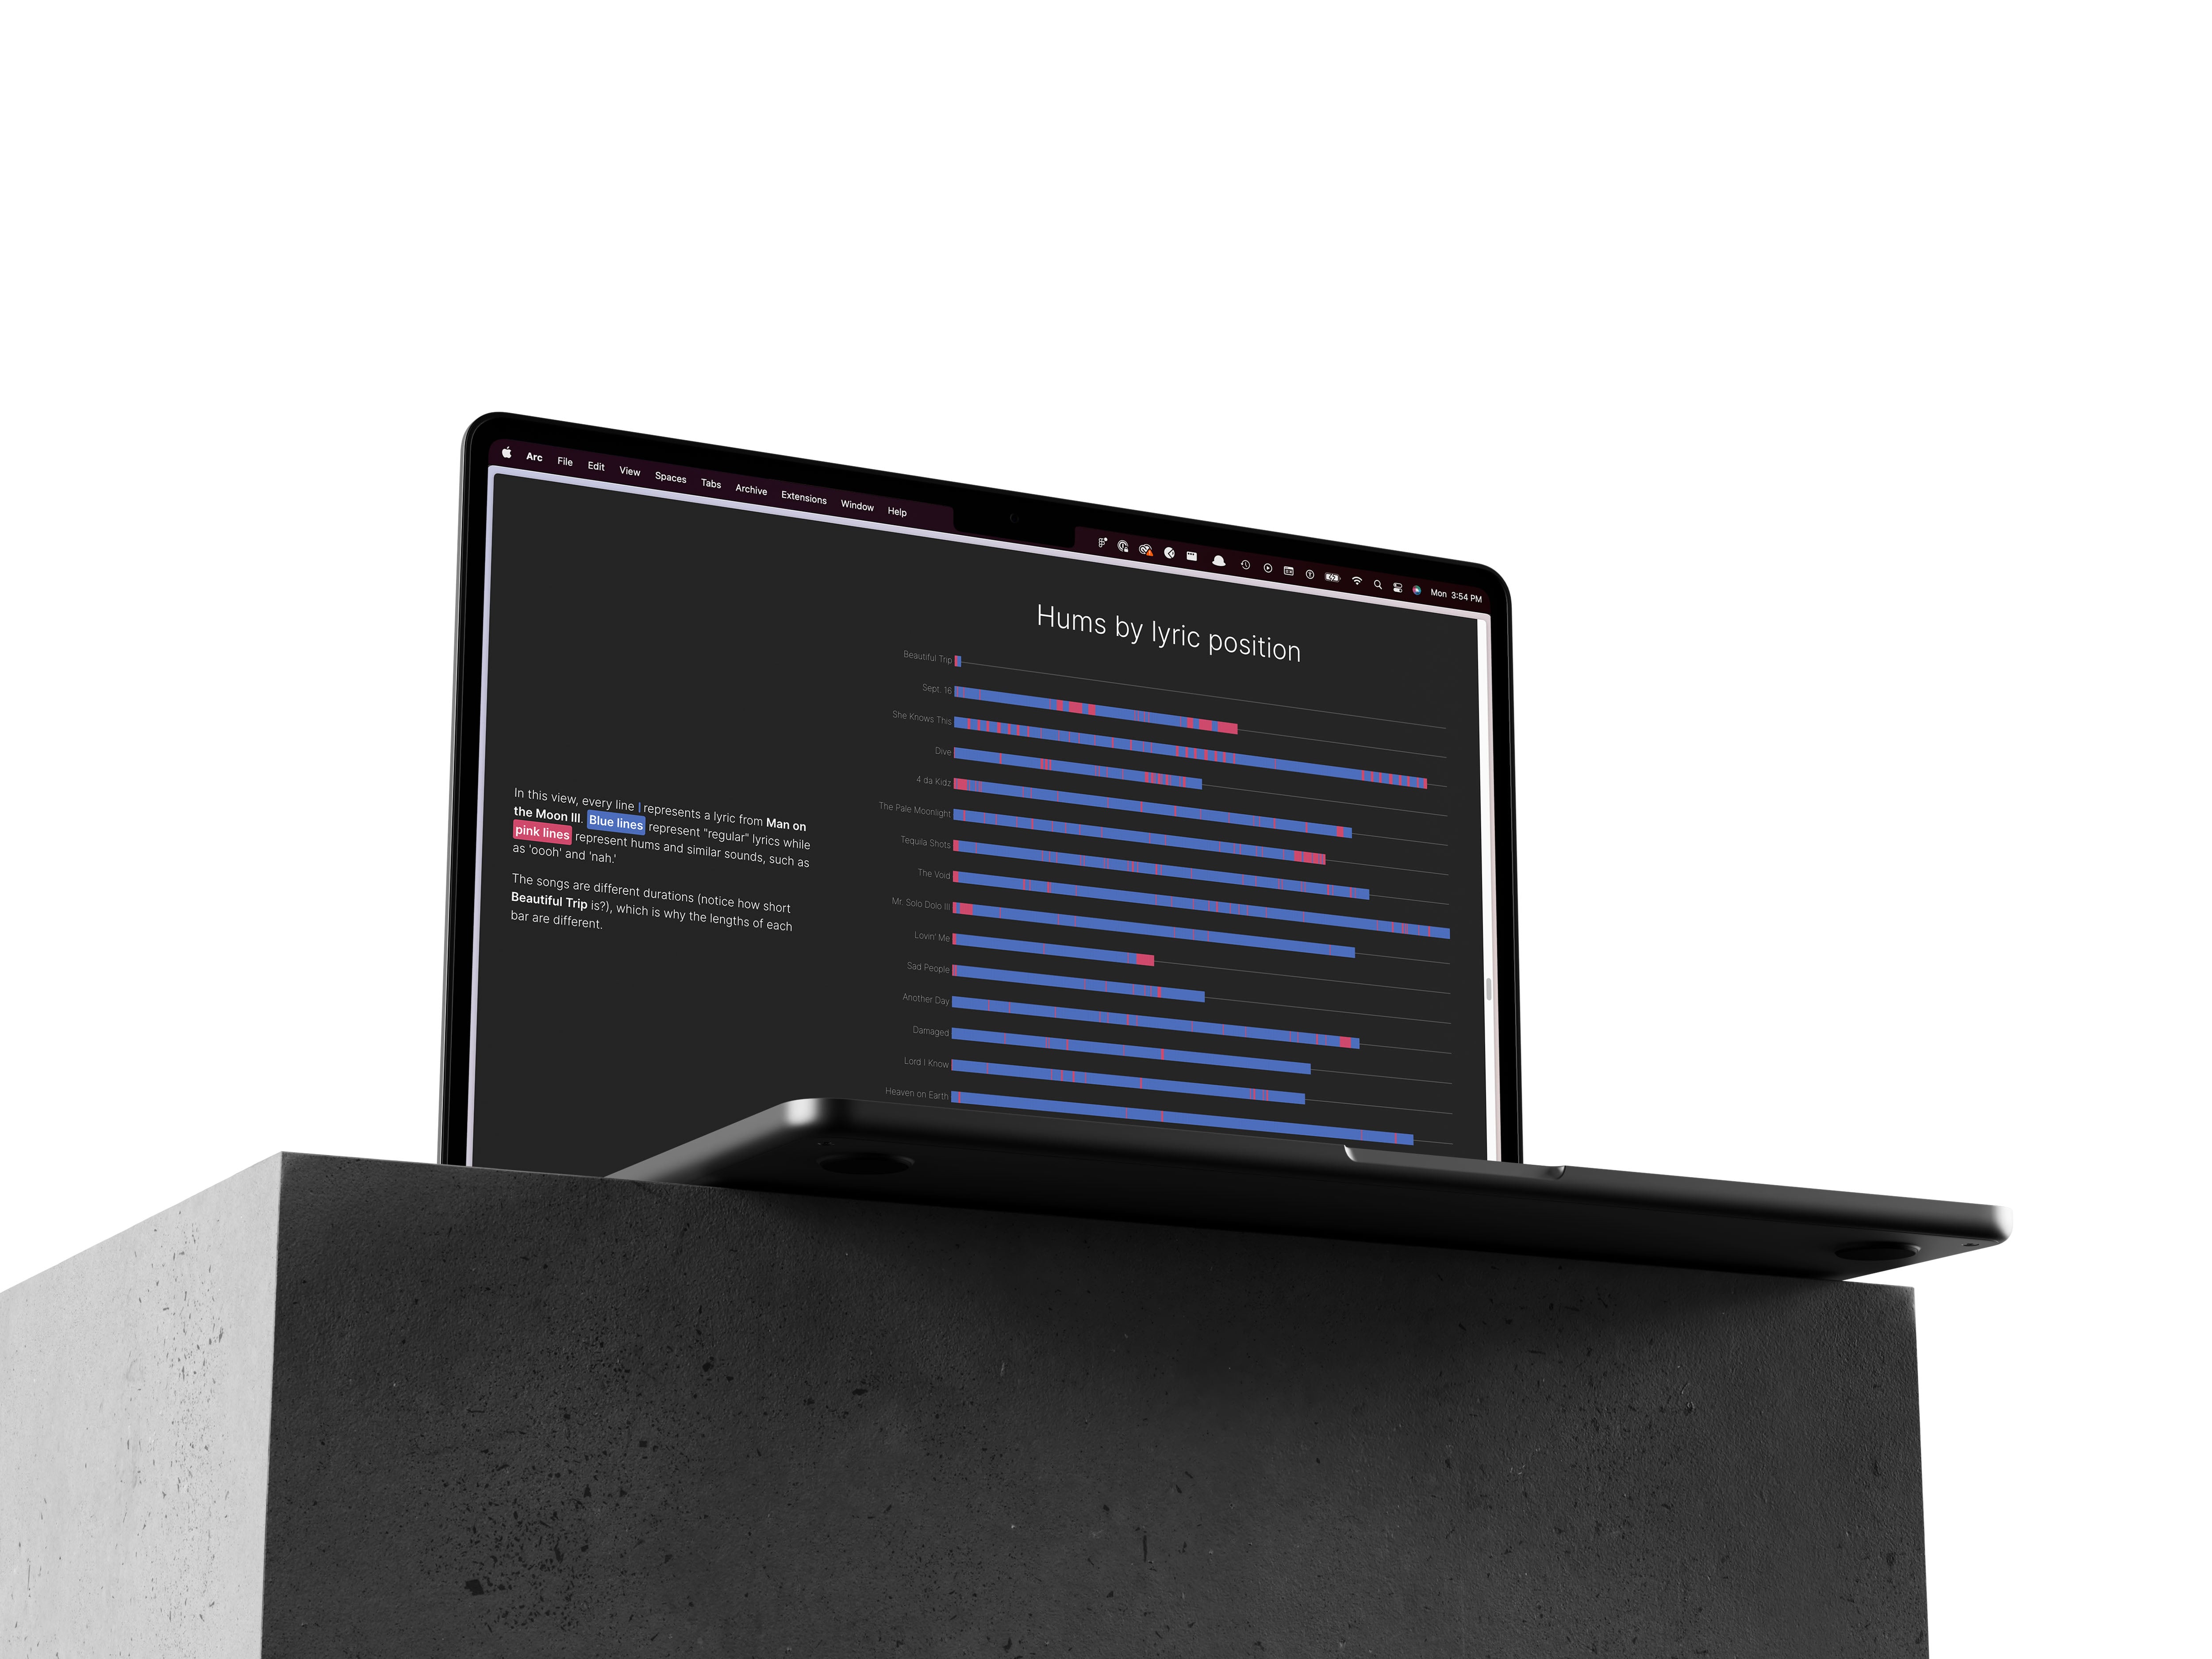 Arc File Edit View Spaces Tabs Archive Extensions Window Help
Mon 3:54 PM
Hums by lyric position
Beautiful Trip
Sept. 16
She Knows This
Dive
4 da Kidz
The Pale Moonlight
Tequila Shots
The Void
Mr. Solo Dolo III
Lovin' Me
Sad People
Another Day
Damaged
Lord I Know
Heaven on Earth
In this view, every line | represents a lyric from Man on
the Moon III. Blue lines represent "regular" lyrics while
pink lines represent hums and similar sounds, such as
as 'oooh' and 'nah.'
The songs are different durations (notice how short
Beautiful Trip is?), which is why the lengths of each
bar are different.